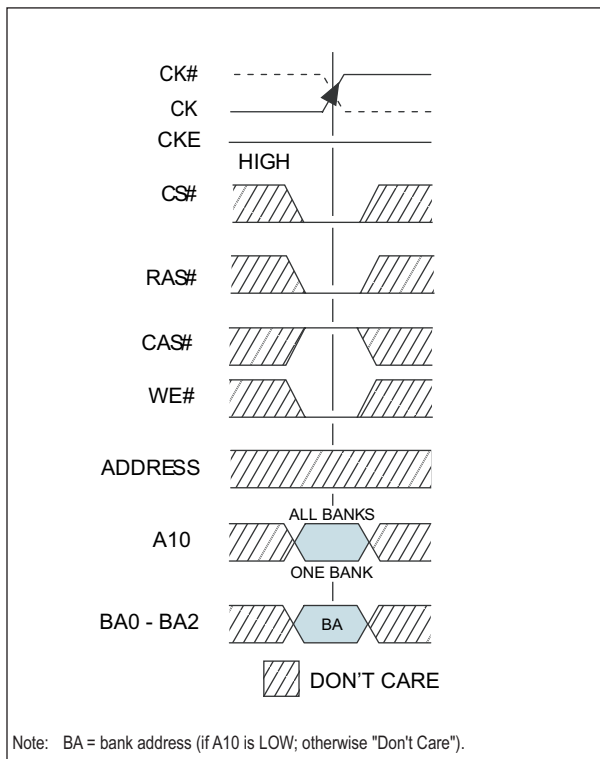 CK#
CK
CKE
HIGH
CS#
RAS#
CAS#
WE#
ADDRESS
ALL BANKS
A10
ONE BANK
BA0 - BA2
BA
DON'T CARE
Note: BA = bank address (if A10 is LOW; otherwise "Don't Care").